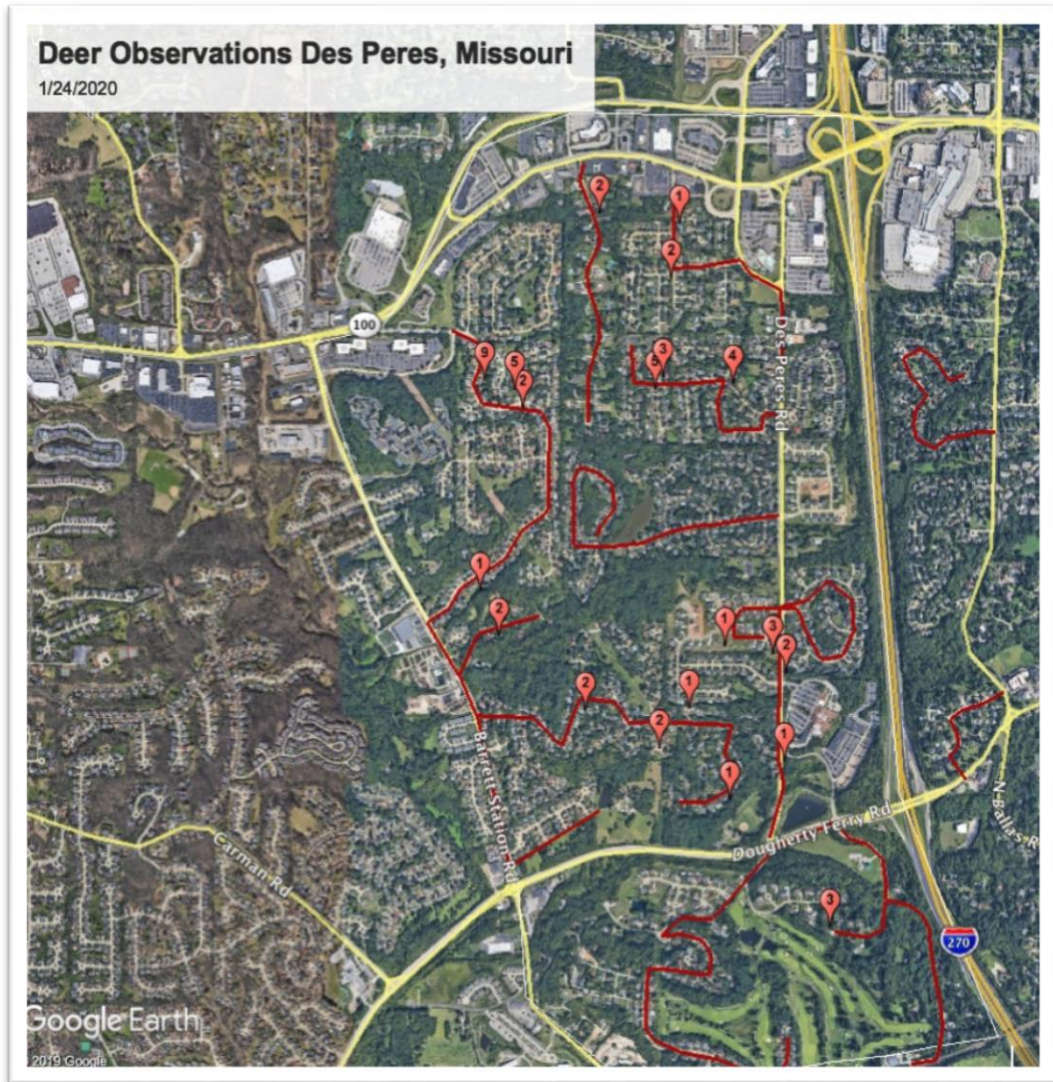 Deer Observations Des Peres, Missouri
1/24/2020
2
1
2
100
Des Peres Rd
9
5
2
3
5
4
1
2
1
3
2
2
1
2
1
1
Barrett Station Rd
N Ballas R
Dougherty Ferry Rd
Carman Rd
3
270
Google Earth
2019 Google